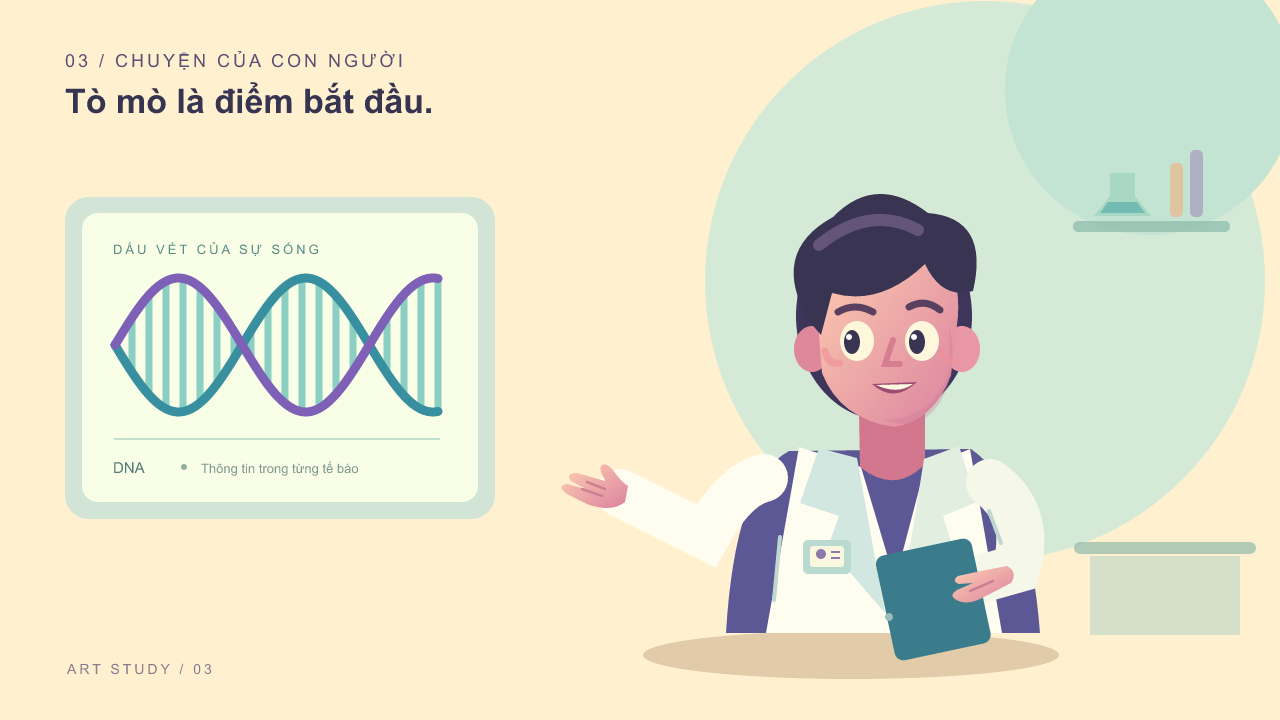 03 / CHUYỆN CỦA CON NGƯỜI
Tò mò là điểm bắt đầu.
DẤU VẾT CỦA SỰ SỐNG
DNA • Thông tin trong từng tế bào
ART STUDY / 03